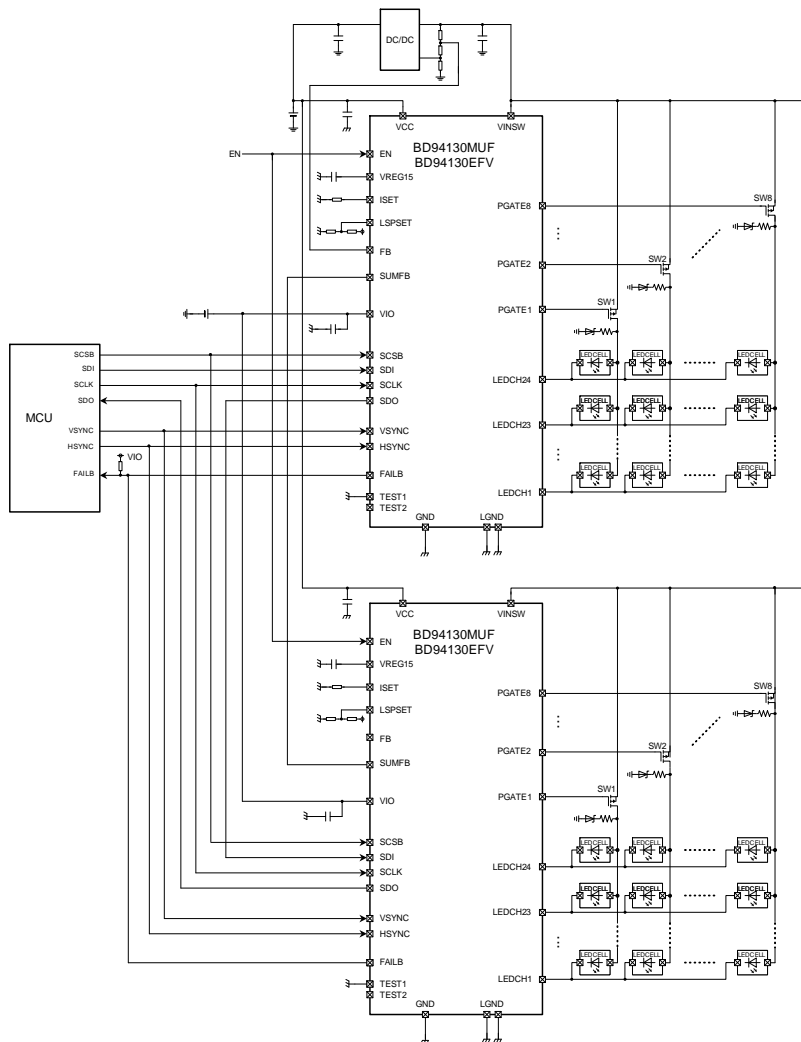 DC/DC
VCC
VINSW
BD94130MUF
BD94130EFV
EN
EN
VREG15
ISET
LSPSET
FB
SUMFB
VIO
SCSB
SDI
SCLK
SDO
VSYNC
HSYNC
FAILB
TEST1
TEST2
GND
LGND
PGATE8
PGATE2
PGATE1
LEDCH24
LEDCH23
LEDCH1
SW8
SW2
SW1
LEDCELL
LEDCELL
LEDCELL
LEDCELL
LEDCELL
LEDCELL
LEDCELL
LEDCELL
LEDCELL
MCU
SCSB
SDI
SCLK
SDO
VSYNC
HSYNC
FAILB
VIO
VCC
VINSW
BD94130MUF
BD94130EFV
EN
VREG15
ISET
LSPSET
FB
SUMFB
VIO
SCSB
SDI
SCLK
SDO
VSYNC
HSYNC
FAILB
TEST1
TEST2
GND
LGND
PGATE8
PGATE2
PGATE1
LEDCH24
LEDCH23
LEDCH1
SW8
SW2
SW1
LEDCELL
LEDCELL
LEDCELL
LEDCELL
LEDCELL
LEDCELL
LEDCELL
LEDCELL
LEDCELL